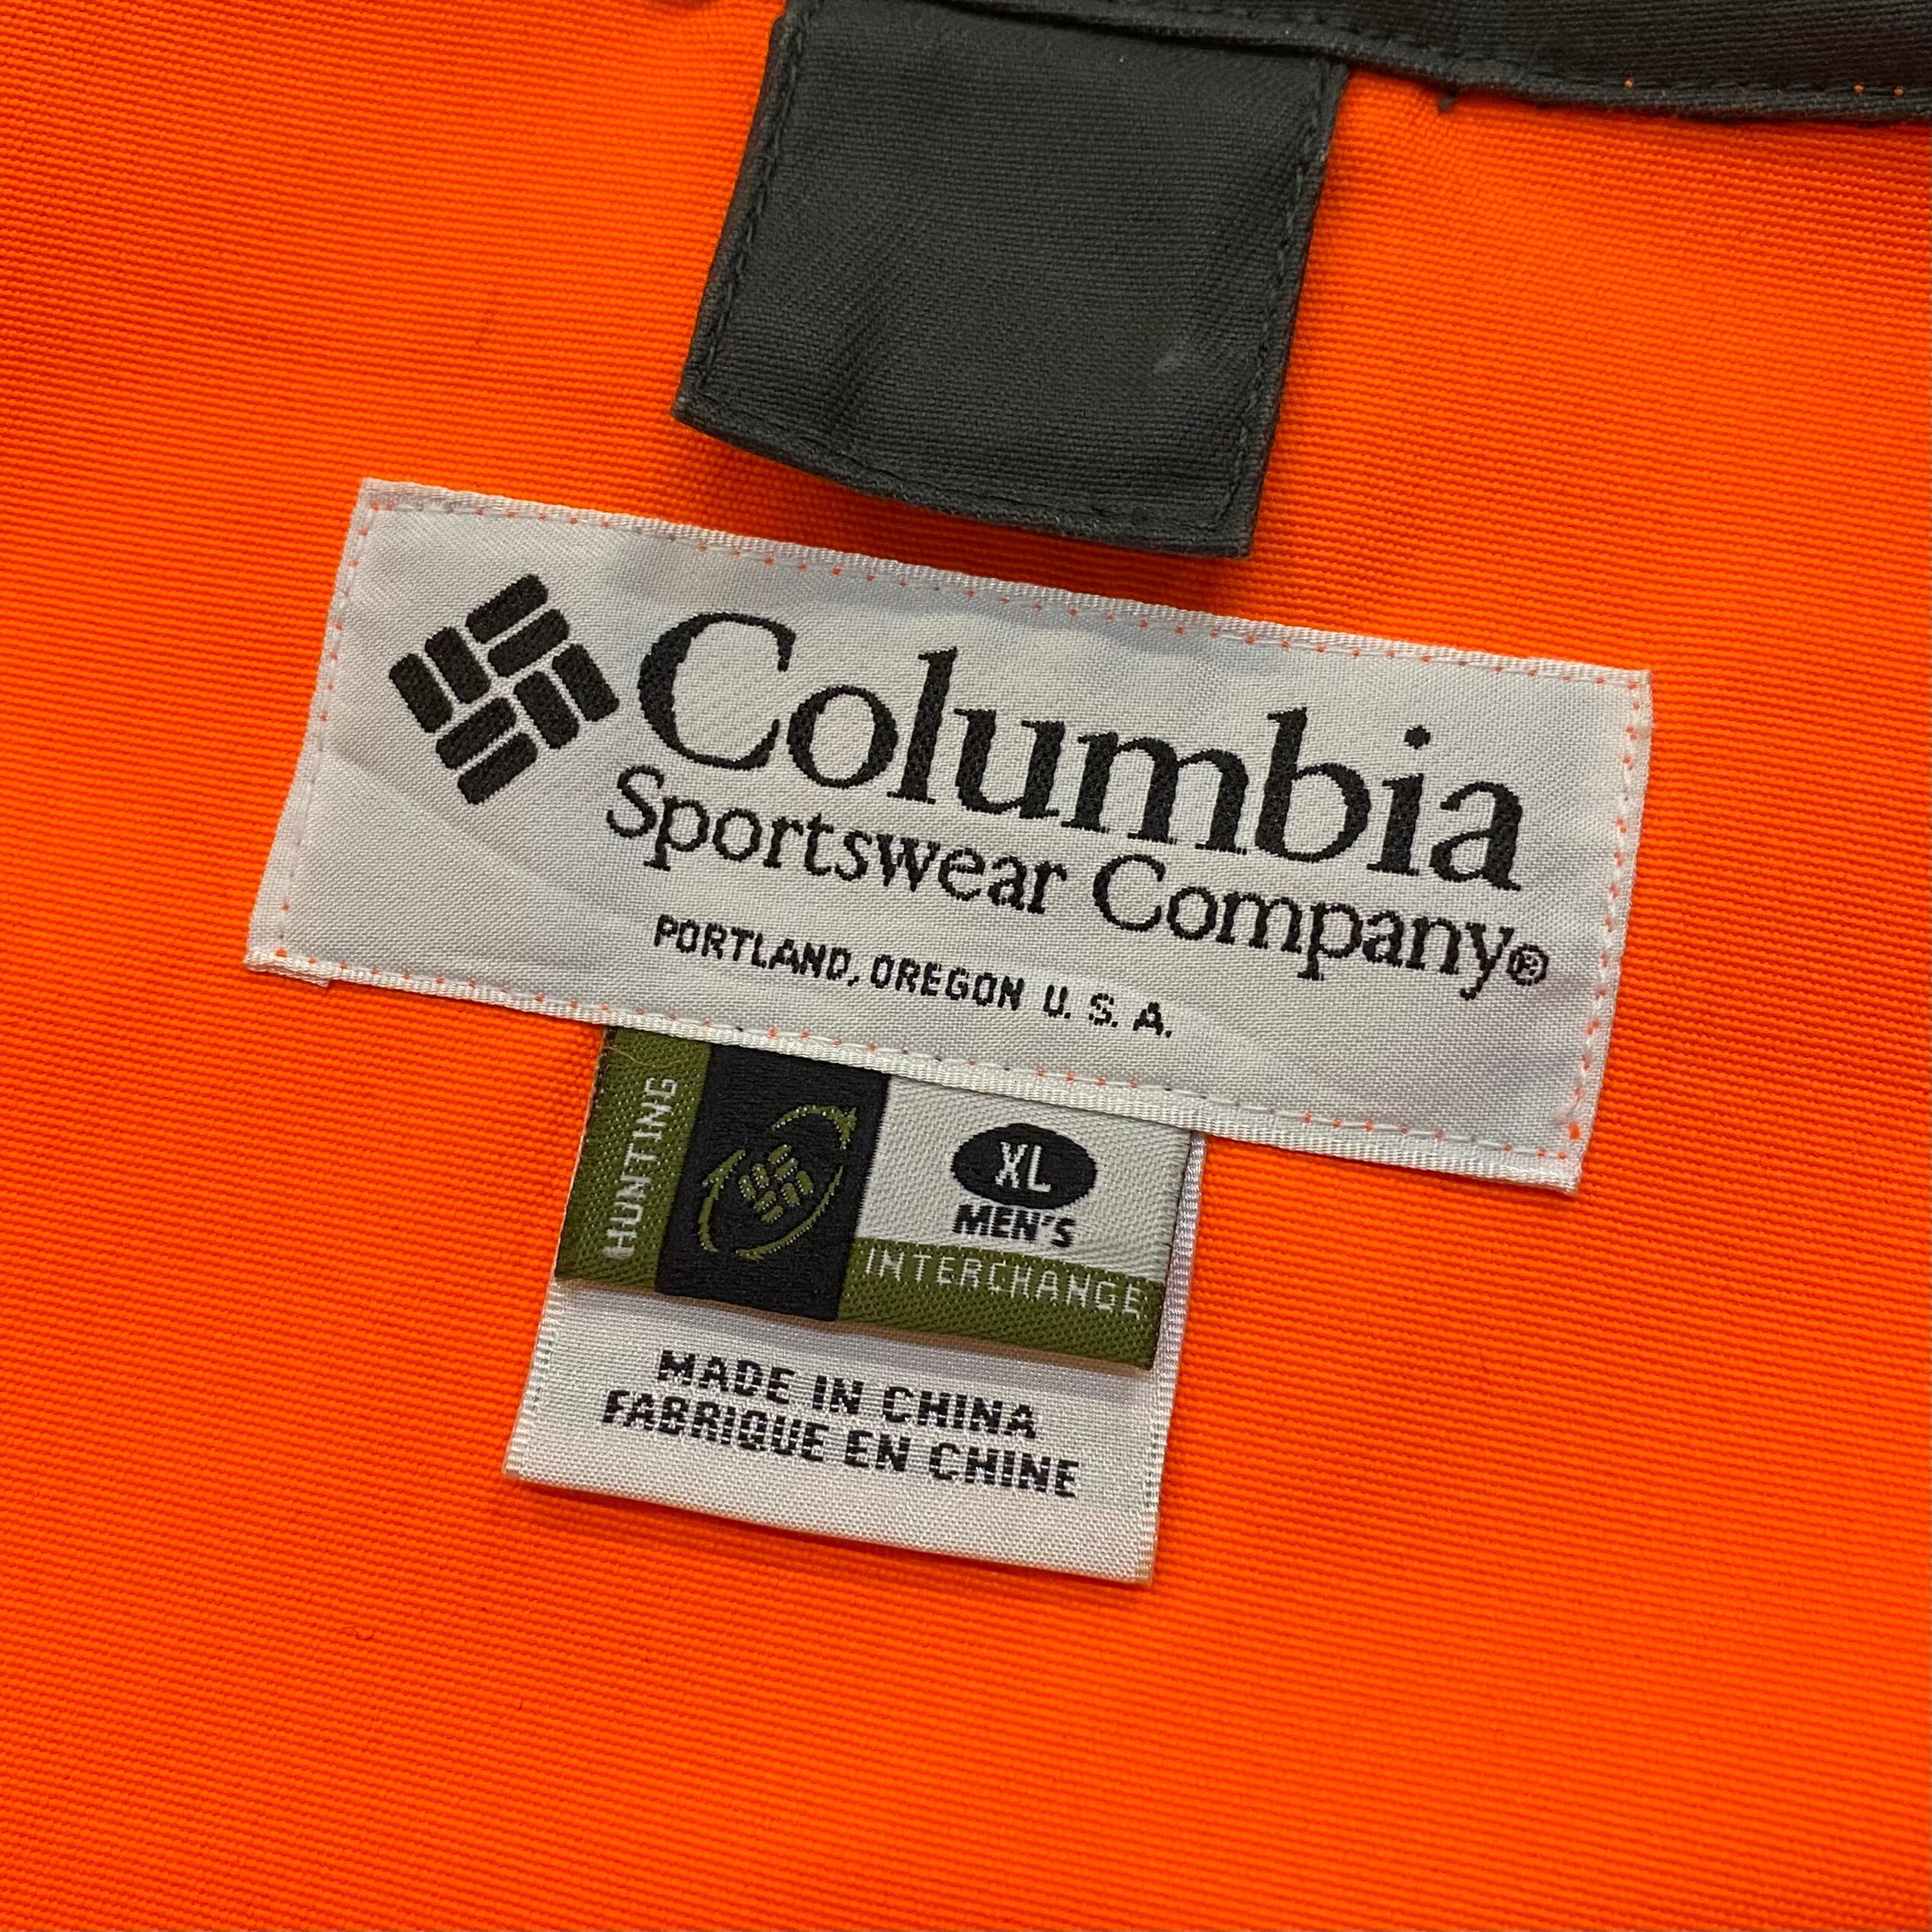 Columbia
Sportswear Company®
PORTLAND, OREGON U. S. A.
HUNTING
XL
MEN'S
INTERCHANGE
MADE IN CHINA
FABRIQUE EN CHINE